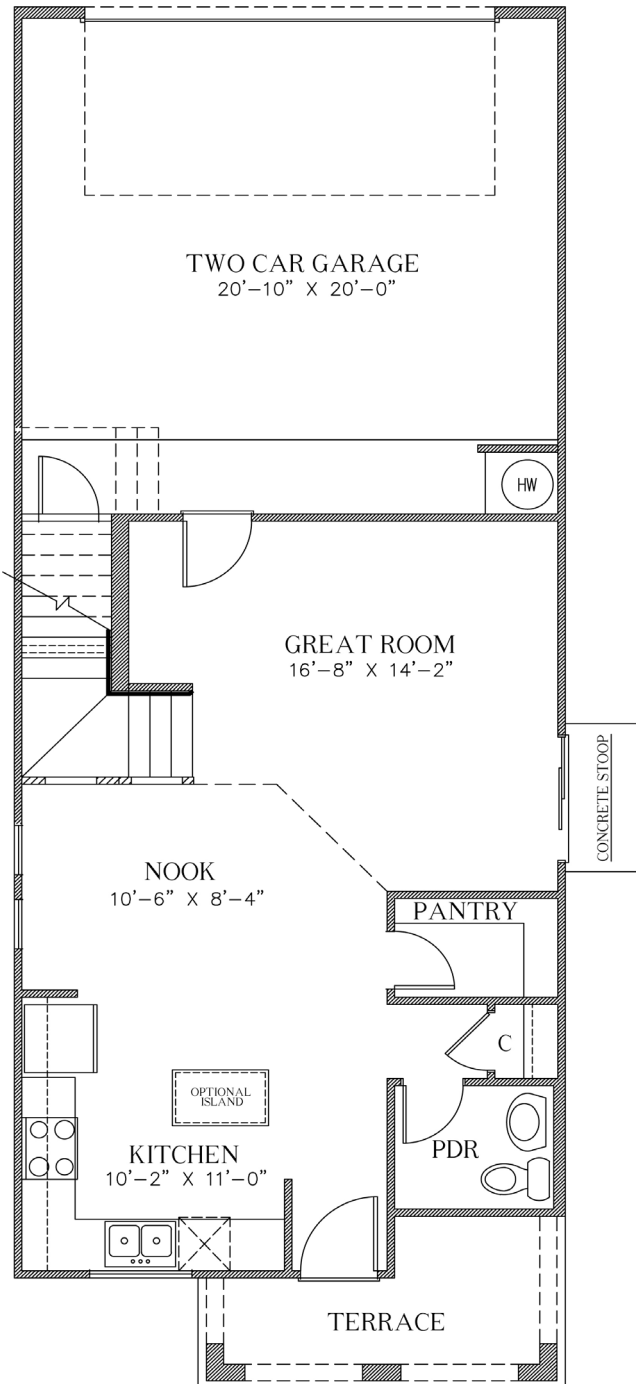 TWO CAR GARAGE
20'-10" X 20'-0"
HW
GREAT ROOM
16'-8" X 14'-2"
CONCRETE STOOP
NOOK
10'-6" X 8'-4"
PANTRY
C
OPTIONAL
ISLAND
PDR
KITCHEN
10'-2" X 11'-0"
TERRACE